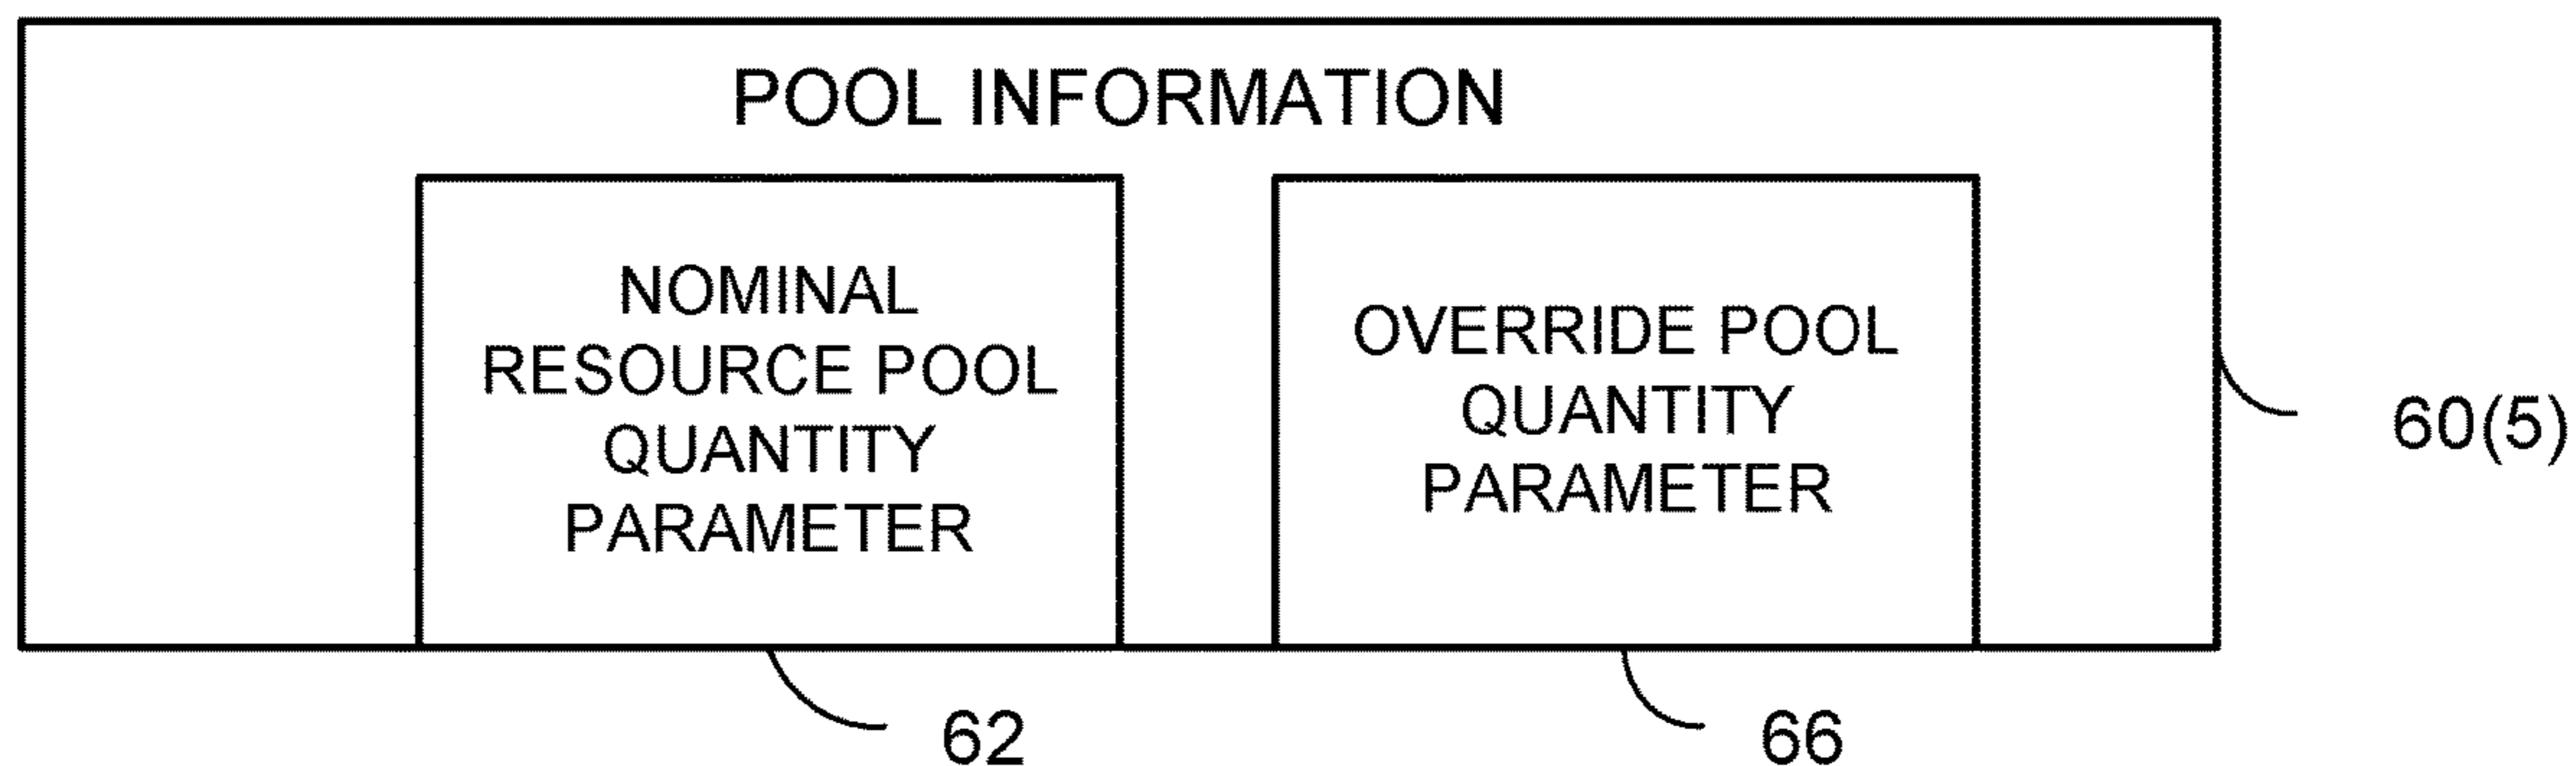 POOL INFORMATION
NOMINAL
RESOURCE POOL
QUANTITY
PARAMETER
OVERRIDE POOL
QUANTITY
PARAMETER
60(5)
62
66